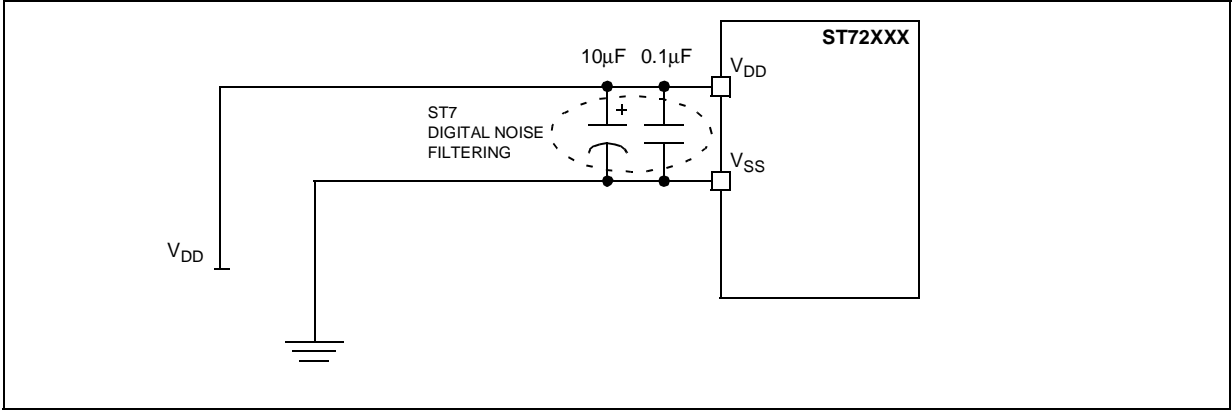 ST72XXX
10μF 0.1μF
VDD
+
ST7
DIGITAL NOISE
FILTERING
VSS
VDD